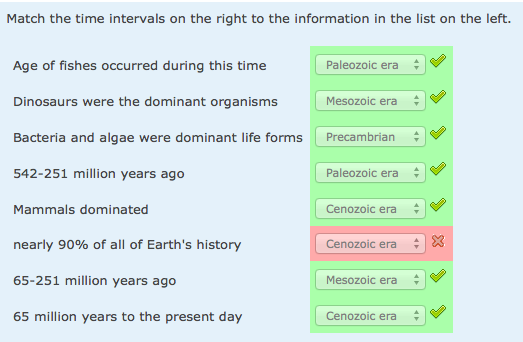 Match the time intervals on the right to the information in the list on the left.
Age of fishes occurred during this time Paleozoic era
Dinosaurs were the dominant organisms Mesozoic era
Bacteria and algae were dominant life forms Precambrian
542-251 million years ago Paleozoic era
Mammals dominated Cenozoic era
nearly 90% of all of Earth's history Cenozoic era
65-251 million years ago Mesozoic era
65 million years to the present day Cenozoic era